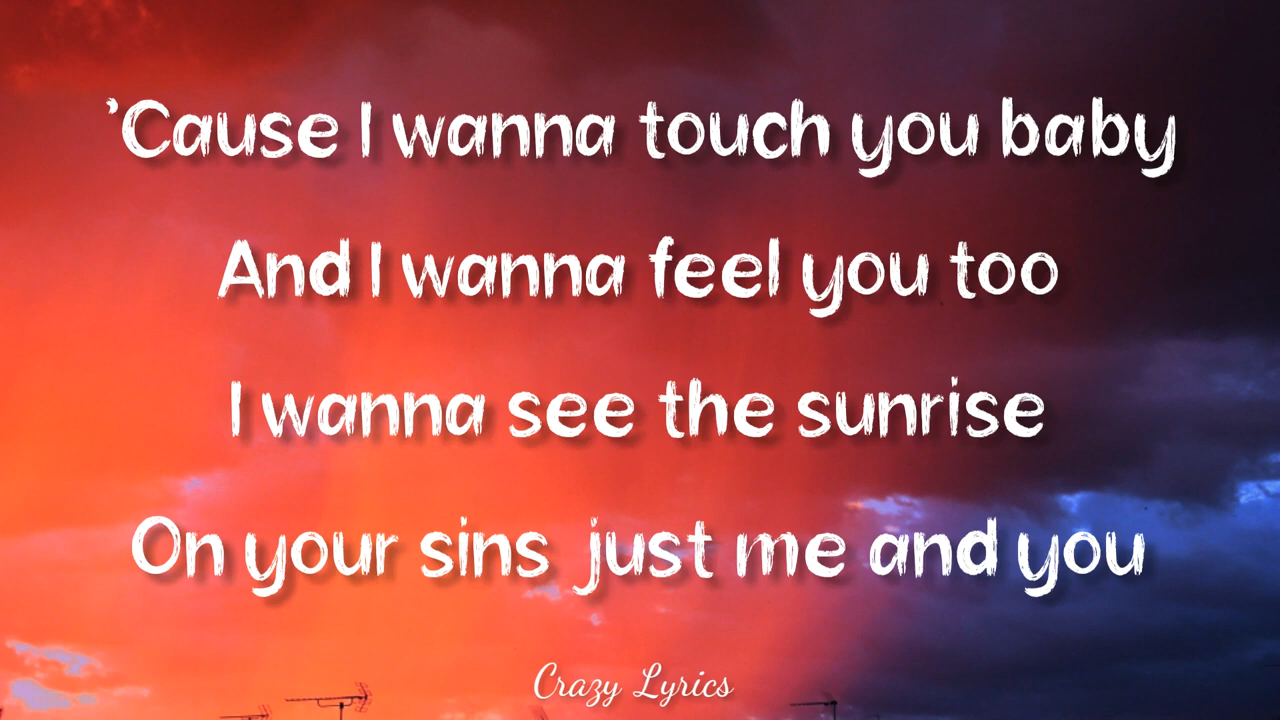 'Cause I wanna touch you baby
And I wanna feel you too
I wanna see the sunrise
On your sins just me and you
Crazy Lyrics